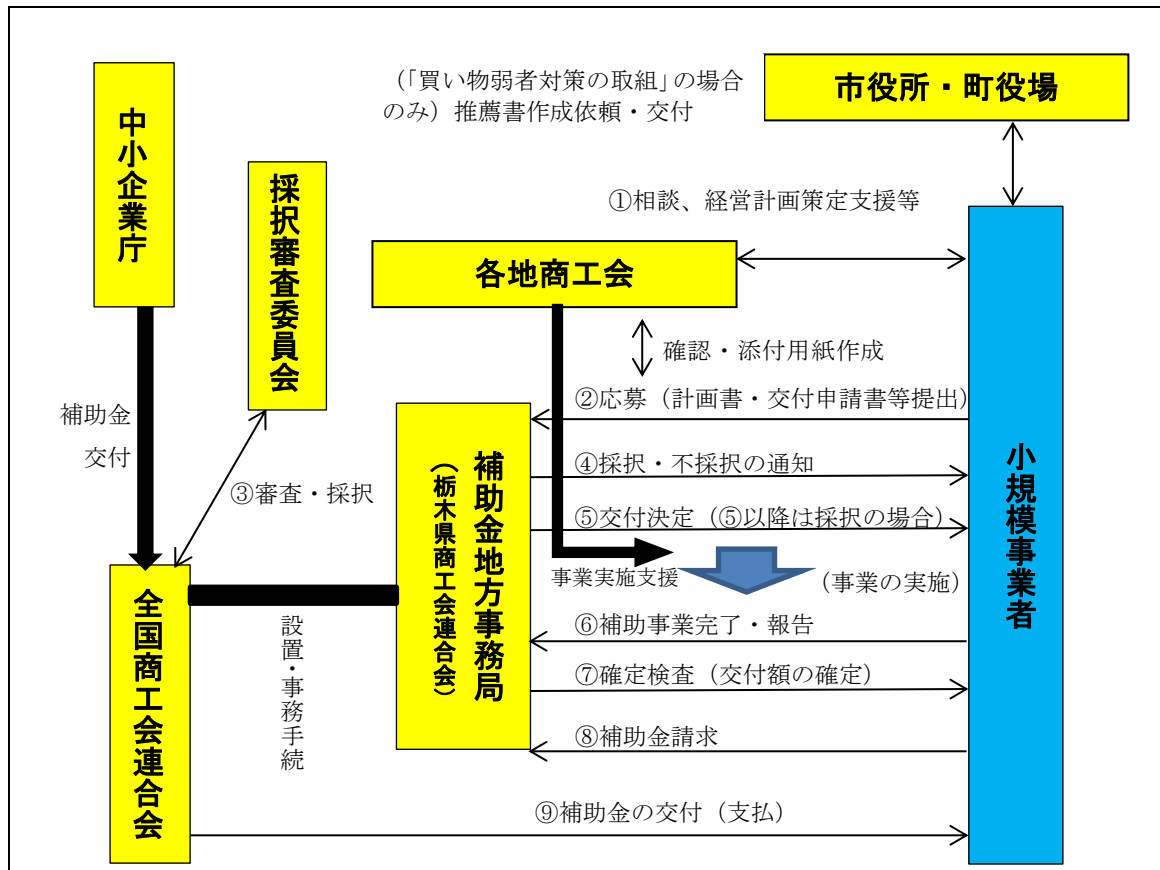 （「買い物弱者対策の取組」の場合
のみ）推薦書作成依頼・交付
市役所・町役場
中小企業庁
採択審査委員会
①相談、経営計画策定支援等
各地商工会
確認・添付用紙作成
補助金
交付
③審査・採択
②応募（計画書・交付申請書等提出）
④採択・不採択の通知
⑤交付決定（⑤以降は採択の場合）
事業実施支援
（事業の実施）
補助金地方事務局
（栃木県商工会連合会）
小規模事業者
全国商工会連合会
設置・事務手続
⑥補助事業完了・報告
⑦確定検査（交付額の確定）
⑧補助金請求
⑨補助金の交付（支払）